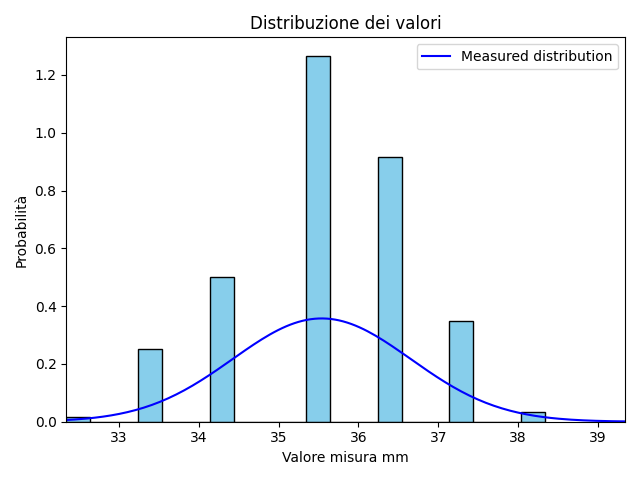 Distribuzione dei valori
Measured distribution
Probabilità
1.2
1.0
0.8
0.6
0.4
0.2
0.0
33 34 35 36 37 38 39
Valore misura mm